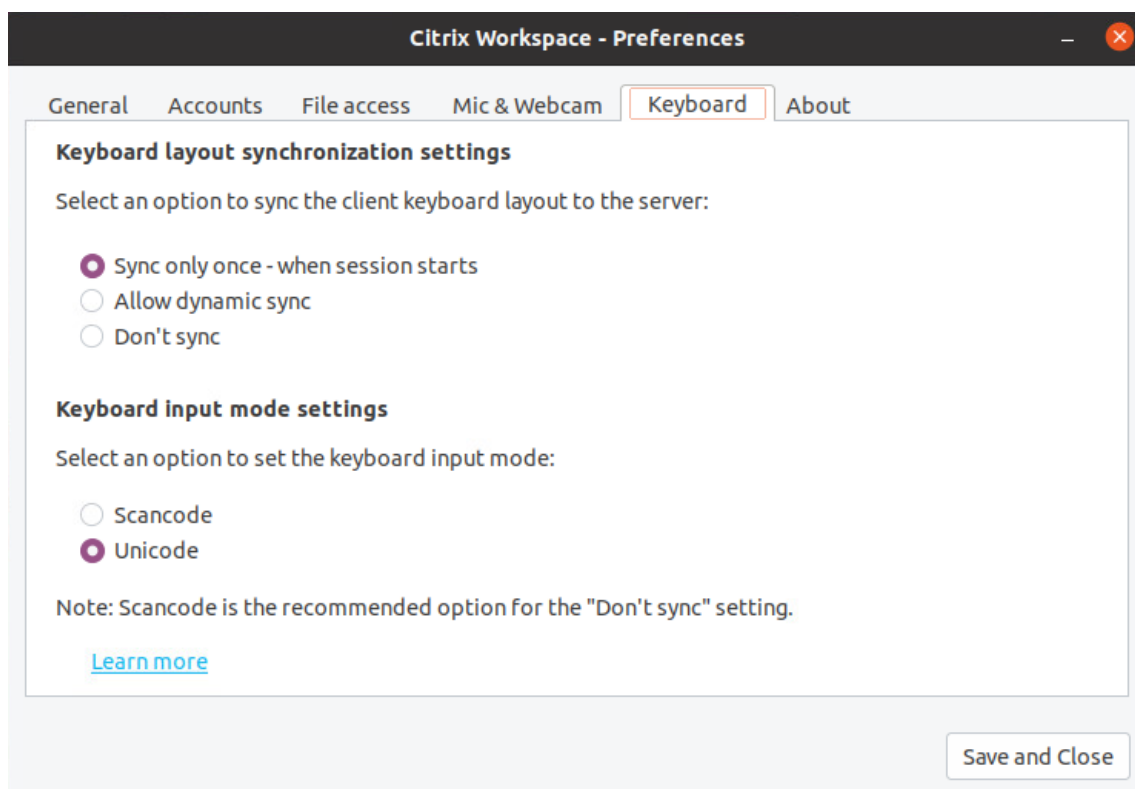 Citrix Workspace - Preferences
General Accounts File access Mic & Webcam Keyboard About
Keyboard layout synchronization settings
Select an option to sync the client keyboard layout to the server:
Sync only once - when session starts
Allow dynamic sync
Don't sync
Keyboard input mode settings
Select an option to set the keyboard input mode:
Scancode
Unicode
Note: Scancode is the recommended option for the "Don't sync" setting.
Learn more
Save and Close